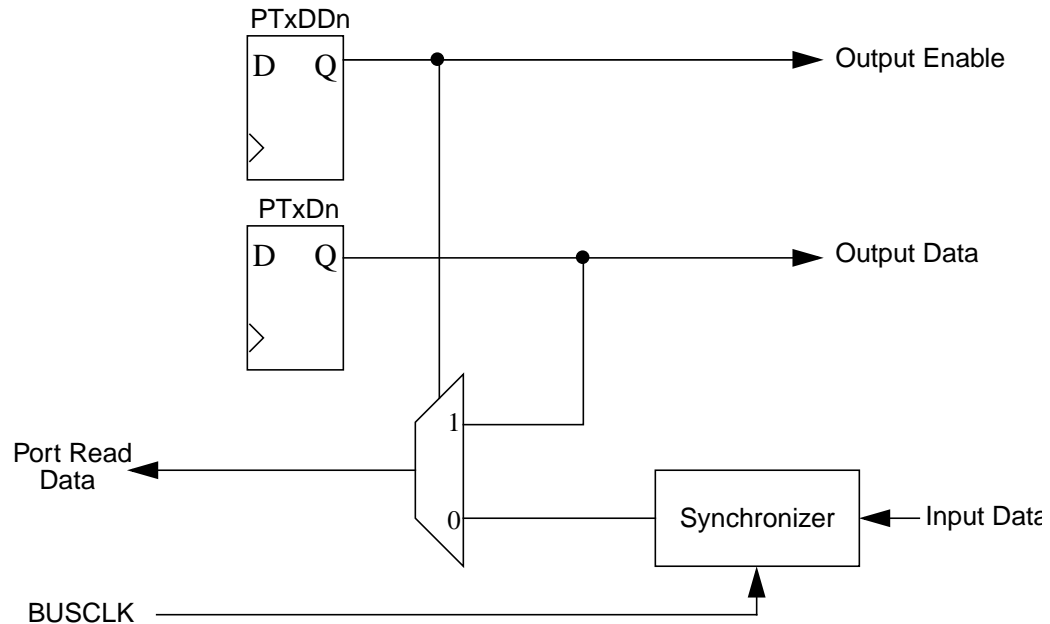 PTxDDn
D Q
Output Enable
PTxDn
D Q
Output Data
1
Port Read
Data
0
Synchronizer
Input Data
BUSCLK